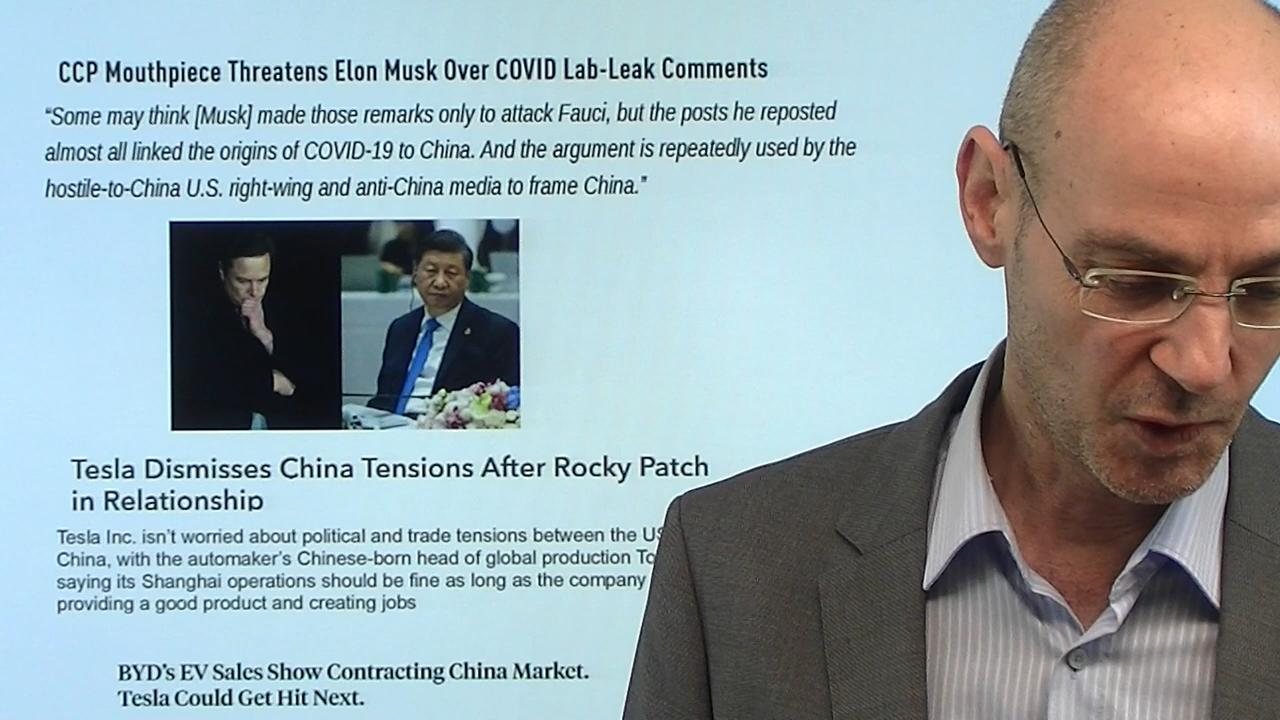 CCP Mouthpiece Threatens Elon Musk Over COVID Lab-Leak Comments
“Some may think [Musk] made those remarks only to attack Fauci, but the posts he reposted
almost all linked the origins of COVID-19 to China. And the argument is repeatedly used by the
hostile-to-China U.S. right-wing and anti-China media to frame China.”
Tesla Dismisses China Tensions After Rocky Patch
in Relationship
Tesla Inc. isn’t worried about political and trade tensions between the
China, with the automaker’s Chinese-born head of global production
saying its Shanghai operations should be fine as long as the company
providing a good product and creating jobs
BYD’s EV Sales Show Contracting China Market.
Tesla Could Get Hit Next.